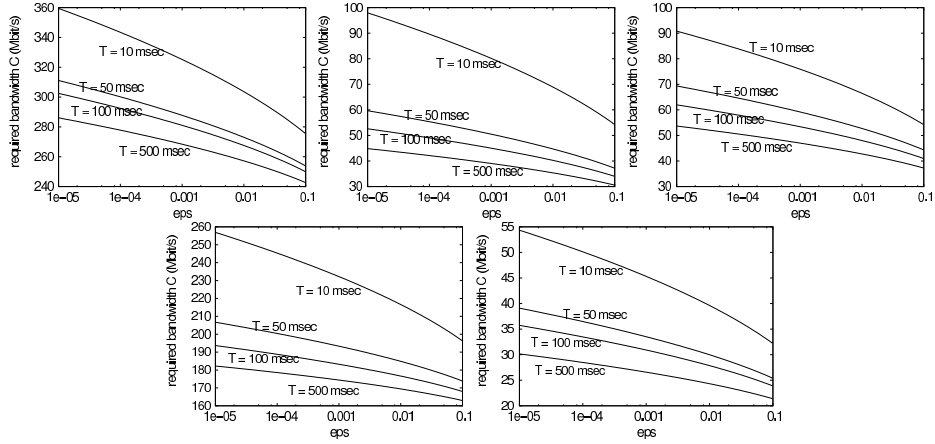 required bandwidth C (Mbit/s)
360
340
320
300
280
260
240
T = 10 msec
T = 50 msec
T = 100 msec
T = 500 msec
1e-05
1e-04
0.001
0.01
0.1
eps
required bandwidth C (Mbit/s)
100
90
80
70
60
50
40
30
T = 10 msec
T = 50 msec
T = 100 msec
T = 500 msec
1e-05
1e-04
0.001
0.01
0.1
eps
required bandwidth C (Mbit/s)
100
90
80
70
60
50
40
30
T = 10 msec
T = 50 msec
T = 100 msec
T = 500 msec
1e-05
1e-04
0.001
0.01
0.1
eps
required bandwidth C (Mbit/s)
260
250
240
230
220
210
200
190
180
170
160
T = 10 msec
T = 50 msec
T = 100 msec
T = 500 msec
1e-05
1e-04
0.001
0.01
0.1
eps
required bandwidth C (Mbit/s)
55
50
45
40
35
30
25
20
T = 10 msec
T = 50 msec
T = 100 msec
T = 500 msec
1e-05
1e-04
0.001
0.01
0.1
eps